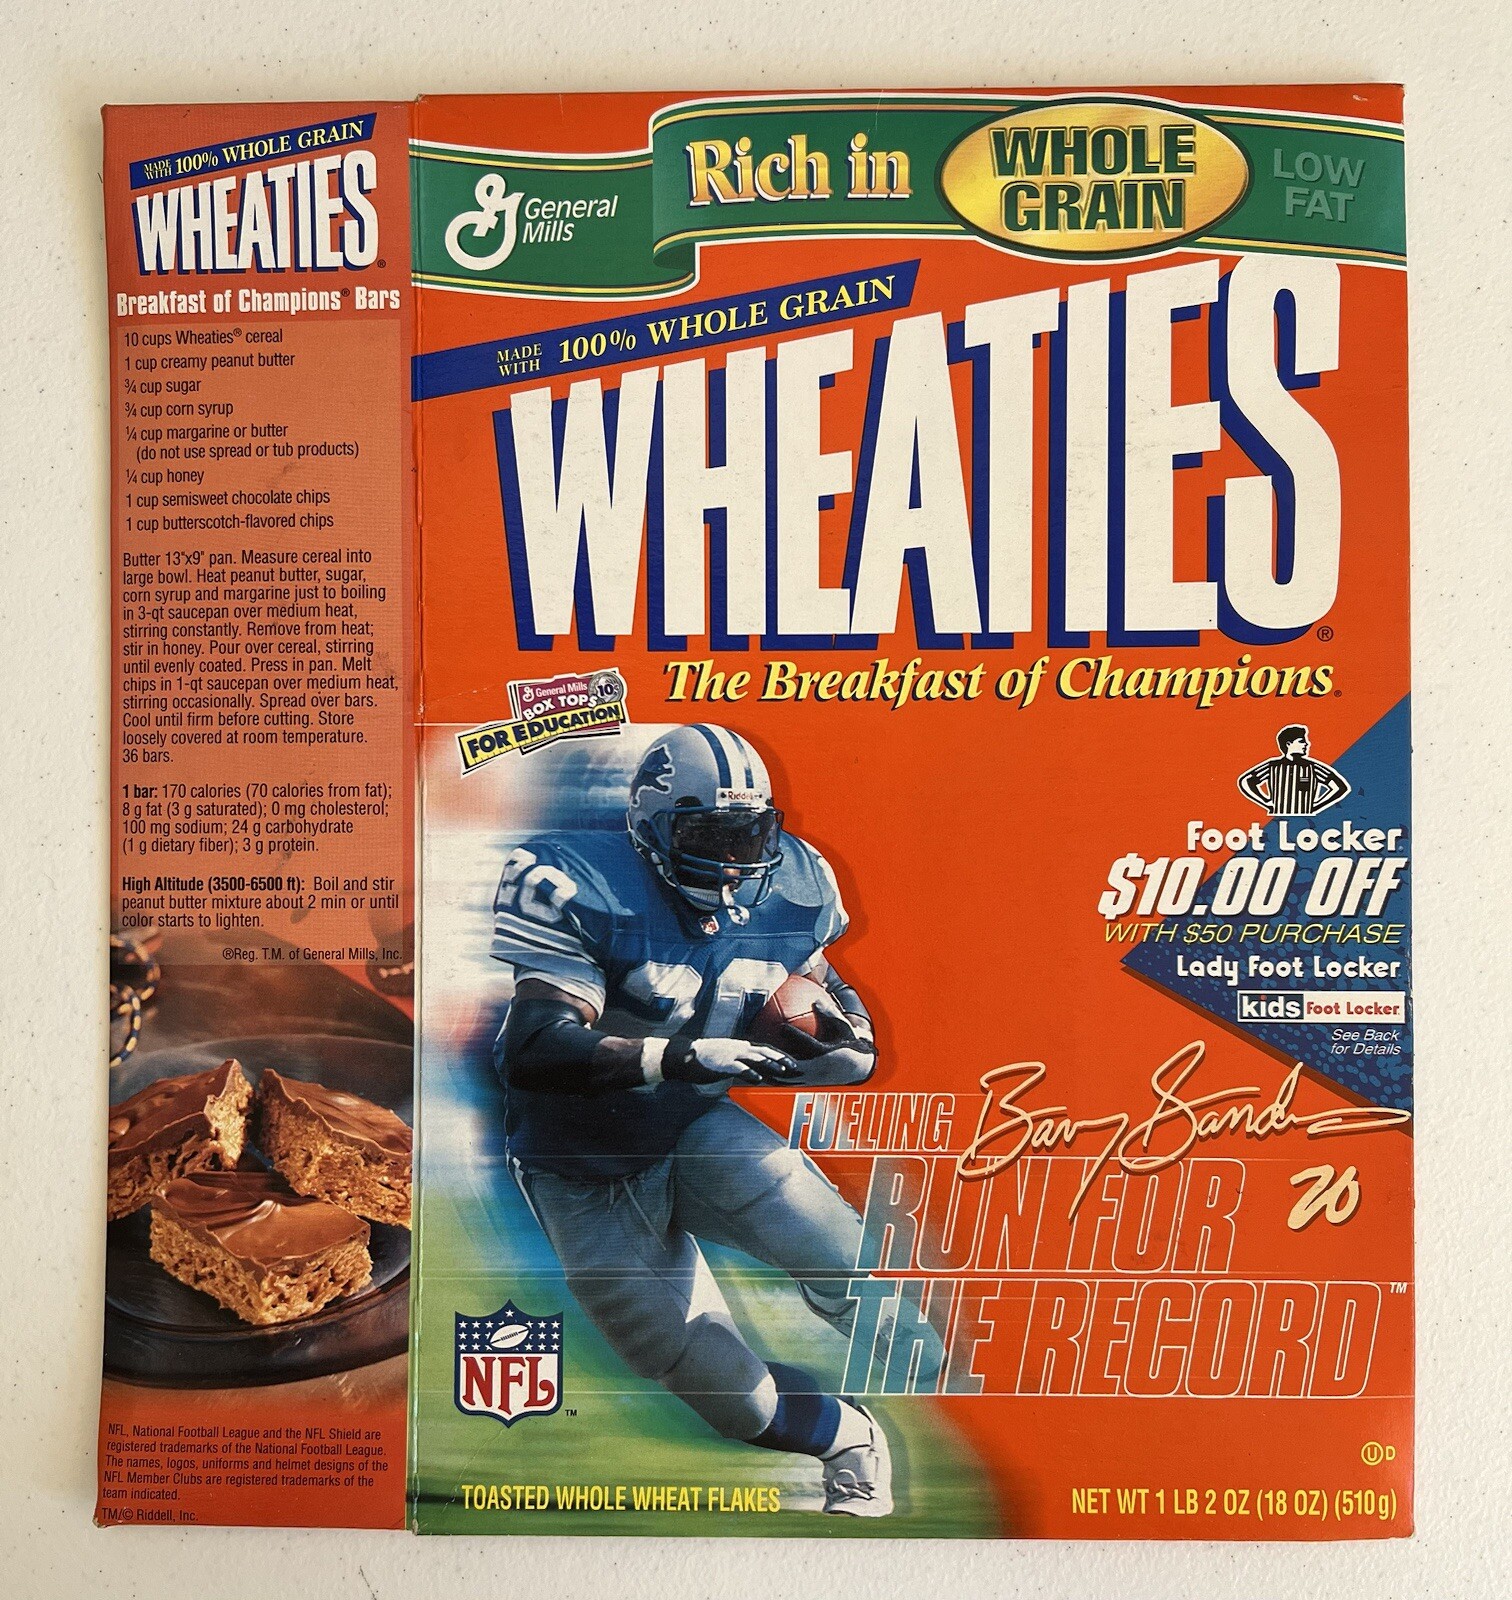 MADE WITH 100% WHOLE GRAIN
WHEATIES®
Breakfast of Champions® Bars
10 cups Wheaties® cereal
1 cup creamy peanut butter
¾ cup sugar
¾ cup corn syrup
¼ cup margarine or butter
(do not use spread or tub products)
¼ cup honey
1 cup semisweet chocolate chips
1 cup butterscotch-flavored chips
Butter 13"x9" pan. Measure cereal into
large bowl. Heat peanut butter, sugar,
corn syrup and margarine just to boiling
in 3-qt saucepan over medium heat,
stirring constantly. Remove from heat;
stir in honey. Pour over cereal, stirring
until evenly coated. Press in pan. Melt
chips in 1-qt saucepan over medium heat,
stirring occasionally. Spread over bars.
Cool until firm before cutting. Store
loosely covered at room temperature.
36 bars.
1 bar: 170 calories (70 calories from fat);
8 g fat (3 g saturated); 0 mg cholesterol;
100 mg sodium; 24 g carbohydrate
(1 g dietary fiber); 3 g protein.
High Altitude (3500-6500 ft): Boil and stir
peanut butter mixture about 2 min or until
color starts to lighten.
®Reg. T.M. of General Mills, Inc.
NFL, National Football League and the NFL Shield are
registered trademarks of the National Football League.
The names, logos, uniforms and helmet designs of the
NFL Member Clubs are registered trademarks of the
team indicated.
TM/© Riddell, Inc.
G General
Mills
Rich in
WHOLE
GRAIN
LOW
FAT
MADE
WITH 100% WHOLE GRAIN
WHEATIES®
The Breakfast of Champions®
G General Mills
BOX TOPS 10¢
FOR EDUCATION
Riddell
20
20
Foot Locker
$10.00 OFF
WITH $50 PURCHASE
Lady Foot Locker
kids Foot Locker
See Back
for Details
FUELING Barry Sanders
20
RUN FOR
THE RECORD™
NFL™
U D
TOASTED WHOLE WHEAT FLAKES
NET WT 1 LB 2 OZ (18 OZ) (510g)